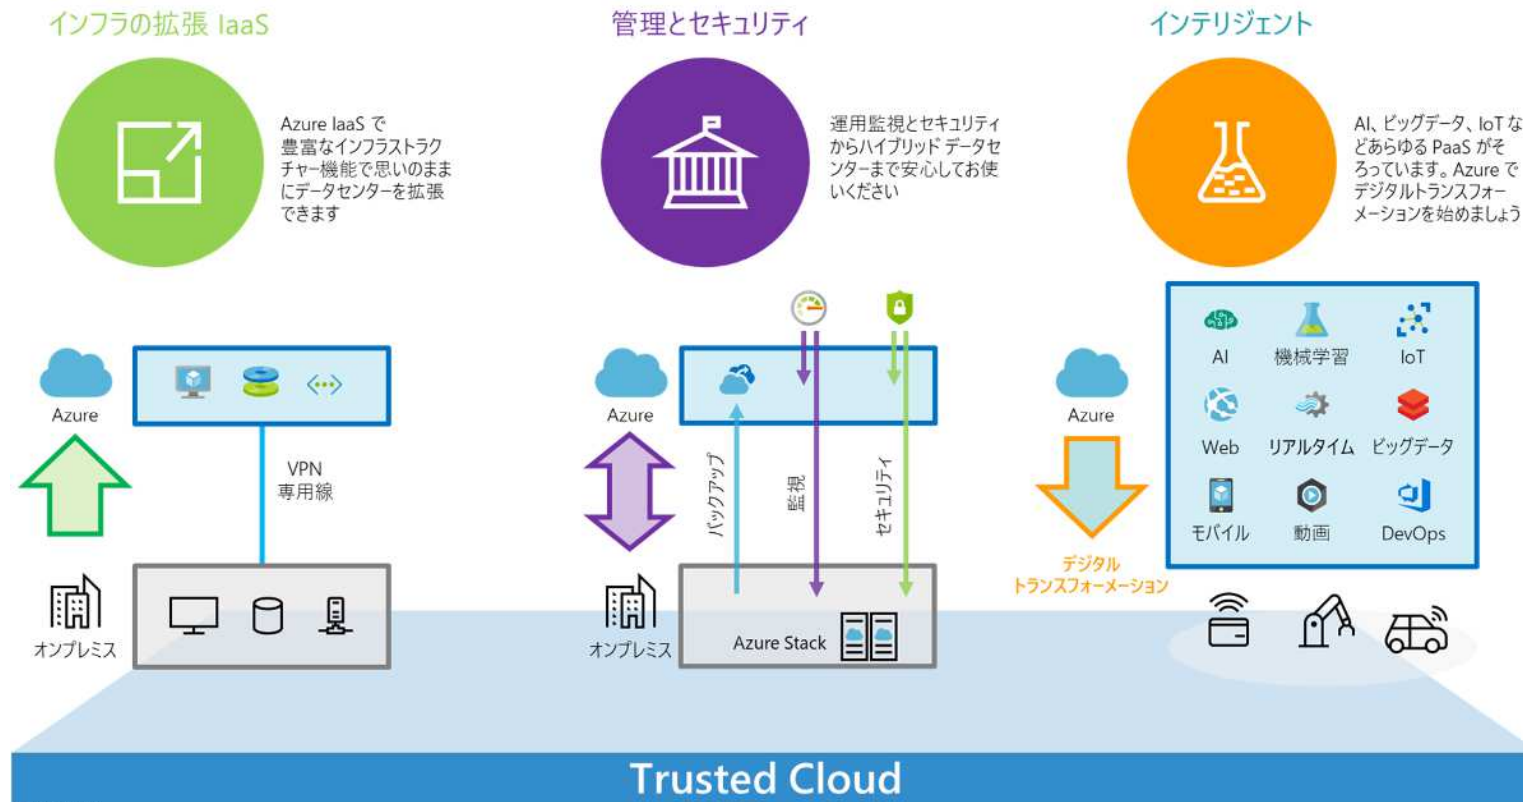 インフラの拡張 IaaS
Azure IaaS で
豊富なインフラストラク
チャー機能で思いのまま
にデータセンターを拡張
できます
Azure
VPN
専用線
オンプレミス
管理とセキュリティ
運用監視とセキュリティ
からハイブリッド データセ
ンターまで安心してお使
いください
Azure
バックアップ
監視
セキュリティ
オンプレミス
Azure Stack
インテリジェント
AI、ビッグデータ、IoT な
どあらゆる PaaS がそ
ろっています。Azure で
デジタルトランスフォー
メーションを始めましょう
Azure
AI
機械学習
IoT
Web
リアルタイム
ビッグデータ
モバイル
動画
DevOps
デジタル
トランスフォーメーション
Trusted Cloud